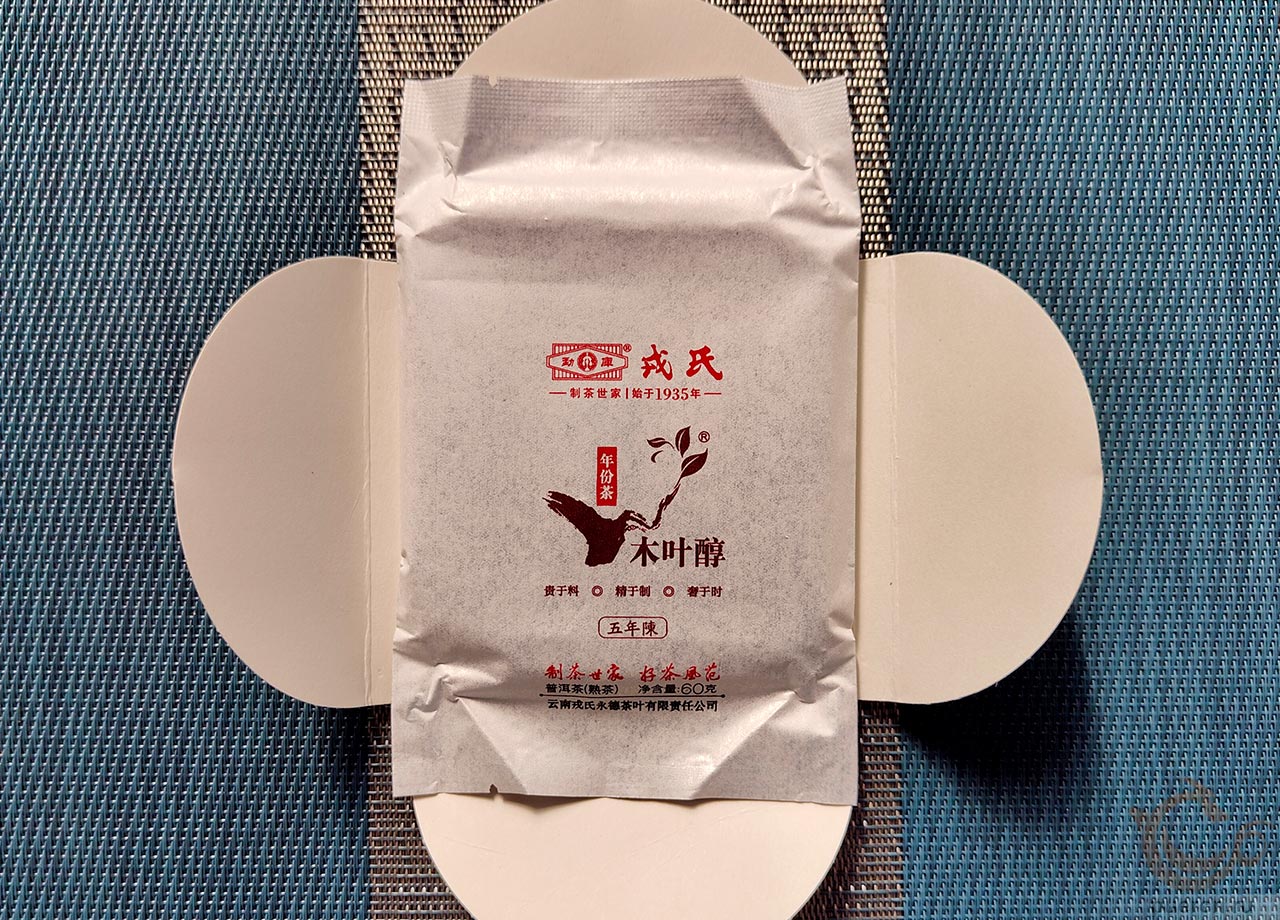 勐库® 戎氏
制茶世家|始于1935年
®
年份茶
木叶醇
贵于料 ◎ 精于制 ◎ 奢于时
五年陳
制茶世家 好茶風范
普洱茶(熟茶) 净含量:60克
云南戎氏永德茶叶有限责任公司